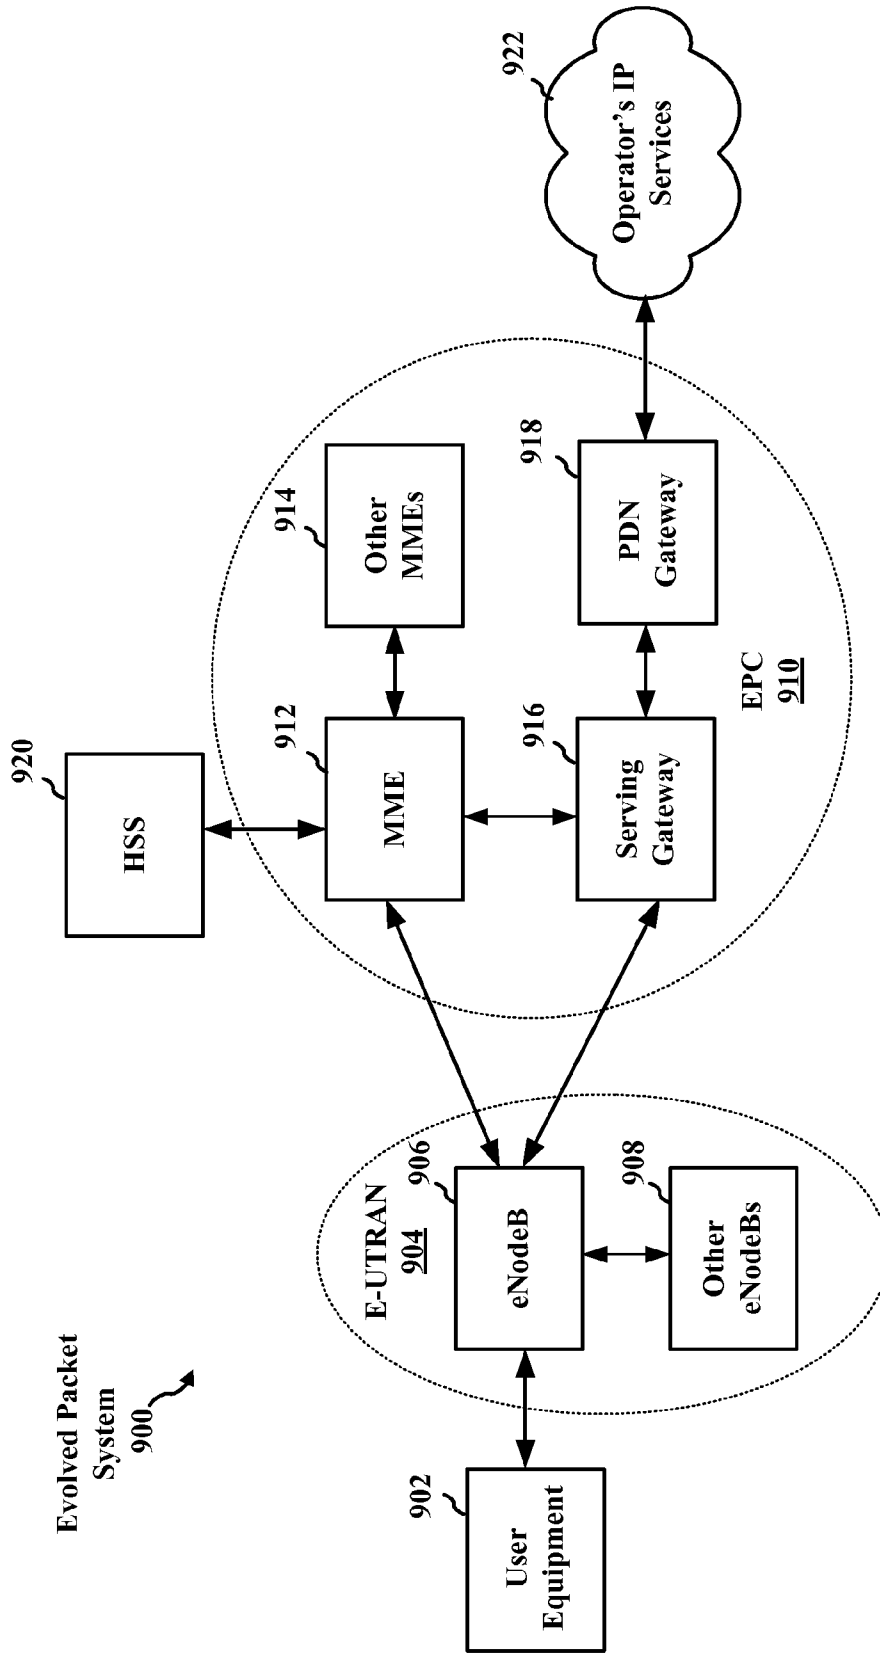 Evolved Packet
System
900
902
User
Equipment
E-UTRAN
904
906
eNodeB
908
Other
eNodeBs
920
HSS
912
MME
914
Other
MMEs
916
Serving
Gateway
918
PDN
Gateway
EPC
910
922
Operator's IP
Services